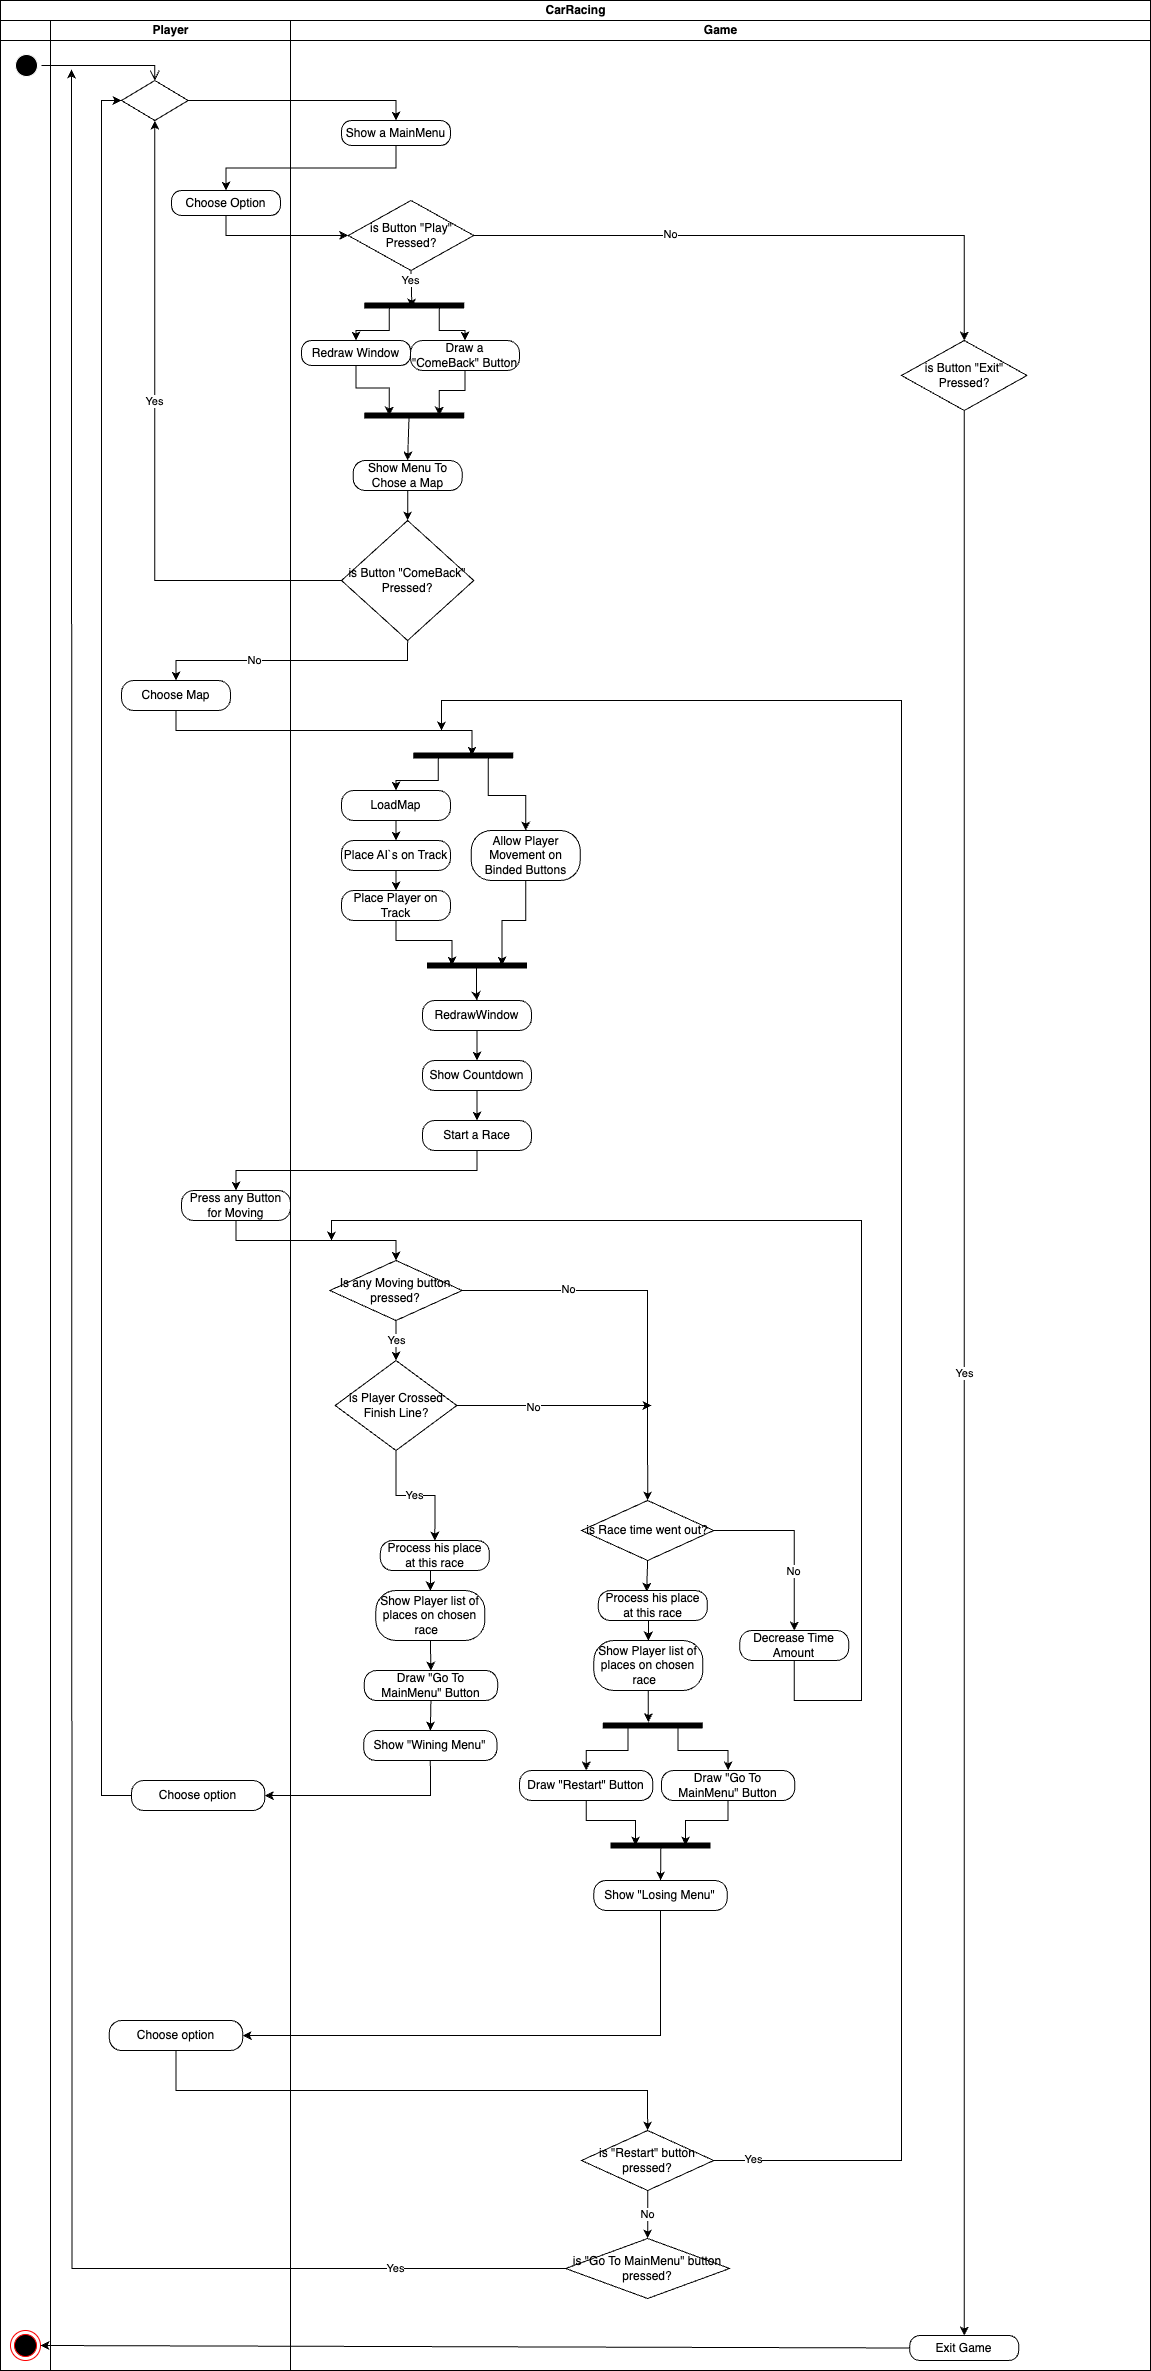 CarRacing
Player
Game
Show a MainMenu
Choose Option
is Button "Play"
Pressed?
No
Yes
Redraw Window
Draw a
"ComeBack" Button
is Button "Exit"
Pressed?
Yes
Show Menu To
Chose a Map
is Button "ComeBack"
Pressed?
No
Choose Map
LoadMap
Allow Player
Movement on
Binded Buttons
Place AI`s on Track
Place Player on
Track
RedrawWindow
Show Countdown
Start a Race
Press any Button
for Moving
Is any Moving button
pressed?
No
Yes
Yes
is Player Crossed
Finish Line?
No
Yes
is Race time went out?
No
Process his place
at this race
Show Player list of
places on chosen
race
Process his place
at this race
Show Player list of
places on chosen
race
Decrease Time
Amount
Draw "Go To
MainMenu" Button
Show "Wining Menu"
Choose option
Draw "Restart" Button
Draw "Go To
MainMenu" Button
Show "Losing Menu"
Choose option
is "Restart" button
pressed?
Yes
No
is "Go To MainMenu" button
pressed?
Yes
Exit Game